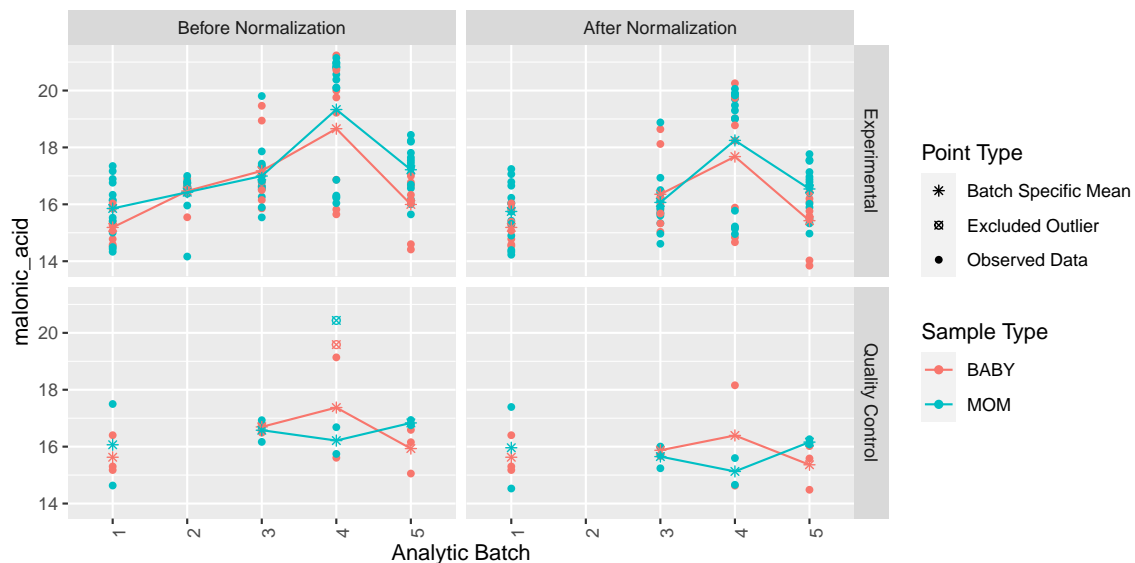 Before Normalization
After Normalization
malonic_acid
20
18
16
14
Experimental
20
18
16
14
Quality Control
1
2
3
4
5
1
2
3
4
5
Analytic Batch
Point Type
Batch Specific Mean
Excluded Outlier
Observed Data
Sample Type
BABY
MOM